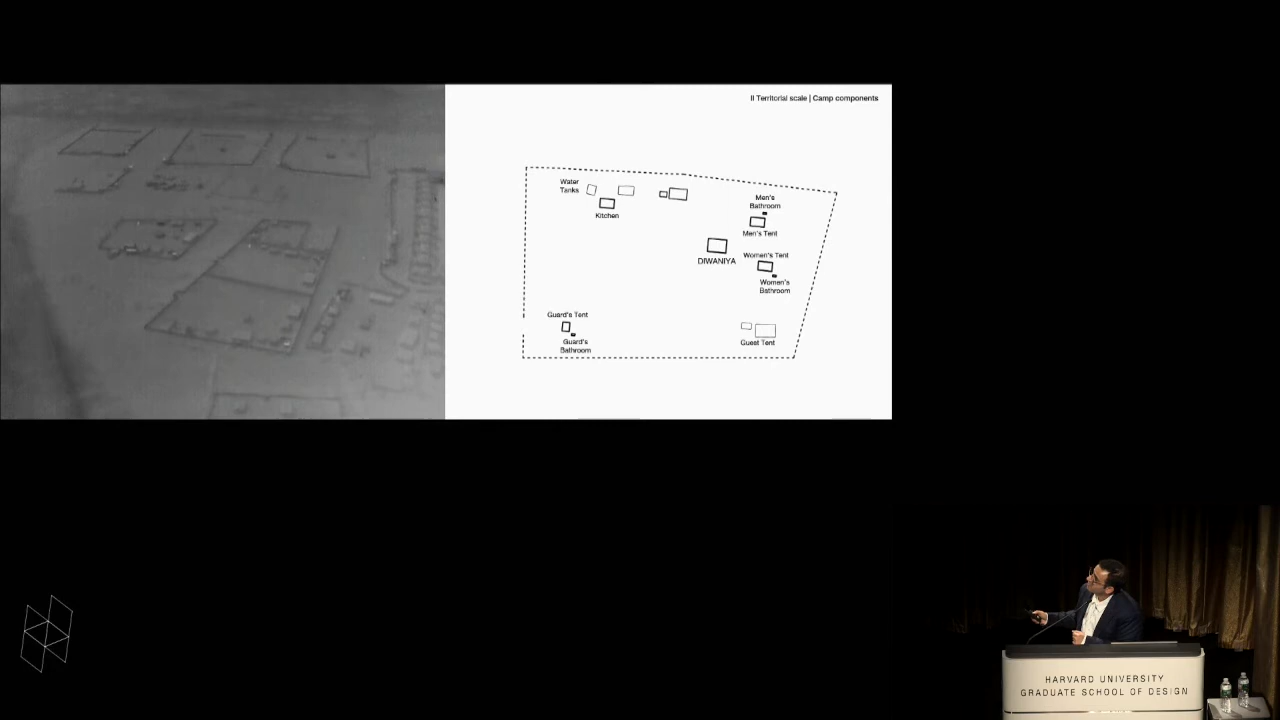 II Territorial scale | Camp components
Water
Tanks
Kitchen
Men's
Bathroom
Men's Tent
DIWANIYA
Women's Tent
Women's
Bathroom
Guard's Tent
Guard's
Bathroom
Guest Tent
HARVARD UNIVERSITY
GRADUATE SCHOOL OF DESIGN